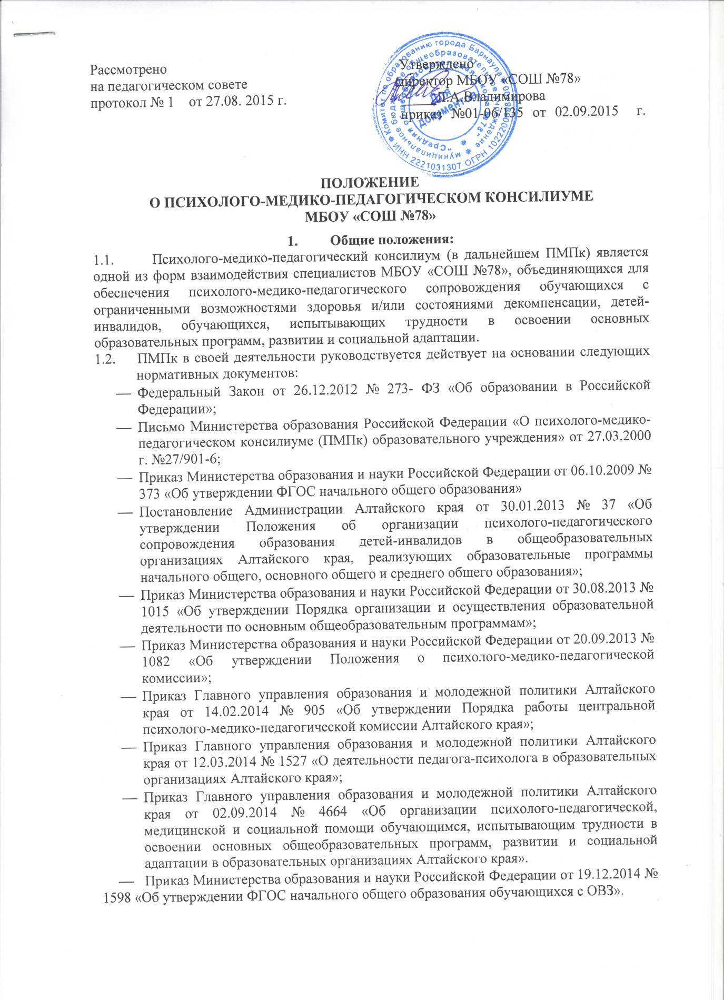 Рассмотрено
на педагогическом совете
протокол № 1 от 27.08. 2015 г.
Утверждено
директор МБОУ «СОШ №78»
Л.А.Владимирова
приказ №01-06/135 от 02.09.2015 г.
Комитет по образованию города Барнаула
ИНН 2221031307 ОГРН
муниципальное бюджетное общеобразовательное учреждение
"Средняя общеобразовательная школа №78"
Для
документов
ПОЛОЖЕНИЕ
О ПСИХОЛОГО-МЕДИКО-ПЕДАГОГИЧЕСКОМ КОНСИЛИУМЕ
МБОУ «СОШ №78»
1. Общие положения:
1.1. Психолого-медико-педагогический консилиум (в дальнейшем ПМПк) является
одной из форм взаимодействия специалистов МБОУ «СОШ №78», объединяющихся для
обеспечения психолого-медико-педагогического сопровождения обучающихся с
ограниченными возможностями здоровья и/или состояниями декомпенсации, детей-
инвалидов, обучающихся, испытывающих трудности в освоении основных
образовательных программ, развитии и социальной адаптации.
1.2. ПМПк в своей деятельности руководствуется действует на основании следующих
нормативных документов:
— Федеральный Закон от 26.12.2012 № 273- ФЗ «Об образовании в Российской
Федерации»;
— Письмо Министерства образования Российской Федерации «О психолого-медико-
педагогическом консилиуме (ПМПк) образовательного учреждения» от 27.03.2000
г. №27/901-6;
— Приказ Министерства образования и науки Российской Федерации от 06.10.2009 №
373 «Об утверждении ФГОС начального общего образования»
— Постановление Администрации Алтайского края от 30.01.2013 № 37 «Об
утверждении Положения об организации психолого-педагогического
сопровождения образования детей-инвалидов в общеобразовательных
организациях Алтайского края, реализующих образовательные программы
начального общего, основного общего и среднего общего образования»;
— Приказ Министерства образования и науки Российской Федерации от 30.08.2013 №
1015 «Об утверждении Порядка организации и осуществления образовательной
деятельности по основным общеобразовательным программам»;
— Приказ Министерства образования и науки Российской Федерации от 20.09.2013 №
1082 «Об утверждении Положения о психолого-медико-педагогической
комиссии»;
— Приказ Главного управления образования и молодежной политики Алтайского
края от 14.02.2014 № 905 «Об утверждении Порядка работы центральной
психолого-медико-педагогической комиссии Алтайского края»;
— Приказ Главного управления образования и молодежной политики Алтайского
края от 12.03.2014 № 1527 «О деятельности педагога-психолога в образовательных
организациях Алтайского края»;
— Приказ Главного управления образования и молодежной политики Алтайского
края от 02.09.2014 № 4664 «Об организации психолого-педагогической,
медицинской и социальной помощи обучающимся, испытывающим трудности в
освоении основных общеобразовательных программ, развитии и социальной
адаптации в образовательных организациях Алтайского края».
— Приказ Министерства образования и науки Российской Федерации от 19.12.2014 №
1598 «Об утверждении ФГОС начального общего образования обучающихся с ОВЗ».